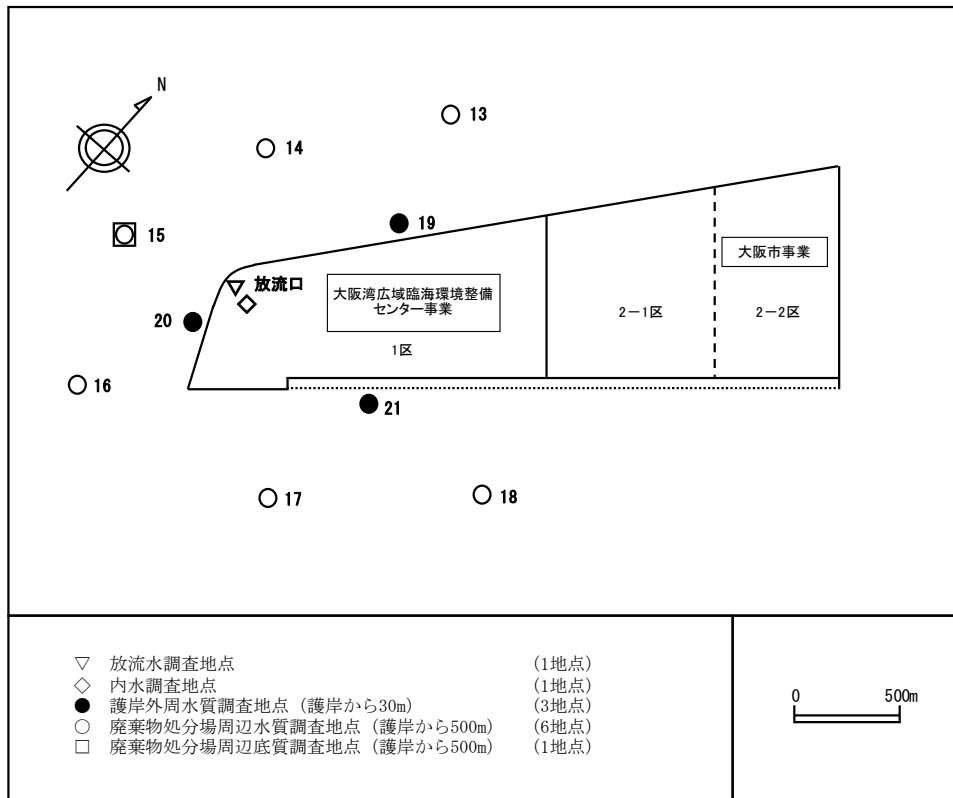 N
13
14
15
19
放流口
大阪市事業
大阪湾広域臨海環境整備
センター事業
20
2－1区
2－2区
1区
16
21
17
18
▽ 放流水調査地点 (1地点)
◇ 内水調査地点 (1地点)
● 護岸外周水質調査地点（護岸から30m） (3地点)
○ 廃棄物処分場周辺水質調査地点（護岸から500m） (6地点)
□ 廃棄物処分場周辺底質調査地点（護岸から500m） (1地点)
0 500m